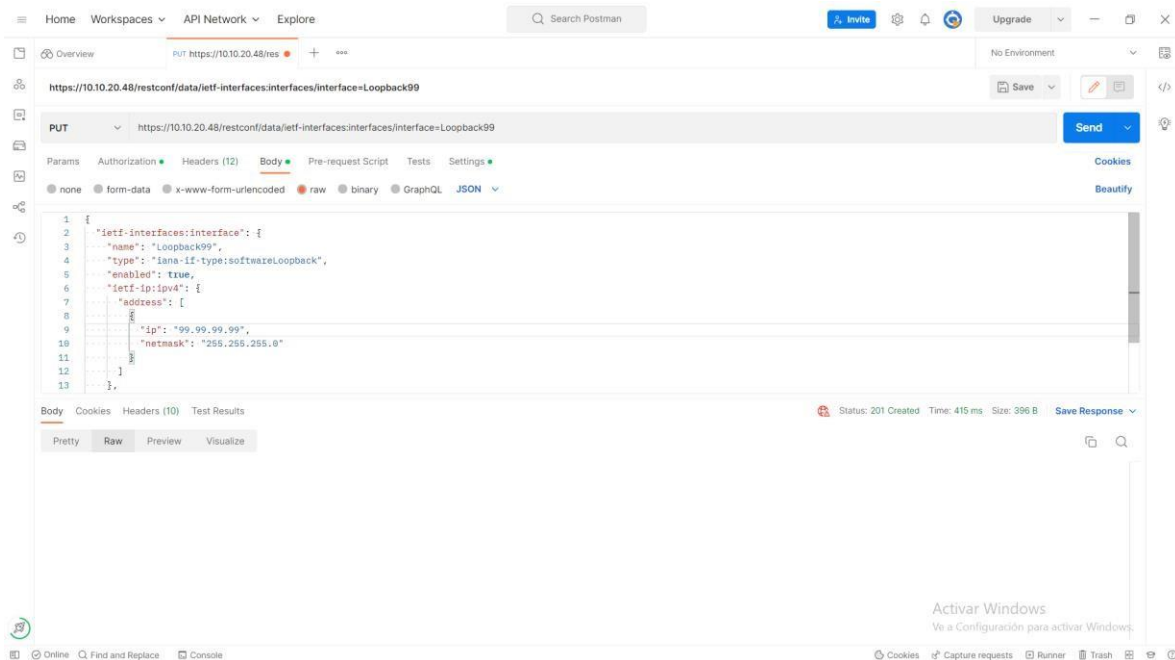 Home Workspaces API Network Explore Search Postman Invite Upgrade
Overview PUT https://10.10.20.48/res No Environment
https://10.10.20.48/restconf/data/ietf-interfaces:interfaces/interface=Loopback99 Save
PUT https://10.10.20.48/restconf/data/ietf-interfaces:interfaces/interface=Loopback99 Send
Params Authorization Headers (12) Body Pre-request Script Tests Settings Cookies
none form-data x-www-form-urlencoded raw binary GraphQL JSON Beautify
1 {
2 "ietf-interfaces:interface": {
3 "name": "Loopback99",
4 "type": "iana-if-type:softwareLoopback",
5 "enabled": true,
6 "ietf-ip:ipv4": {
7 "address": [
8 {
9 "ip": "99.99.99.99",
10 "netmask": "255.255.255.0"
11 }
12 ]
13 },
Body Cookies Headers (10) Test Results Status: 201 Created Time: 415 ms Size: 396 B Save Response
Pretty Raw Preview Visualize
Activar Windows
Ve a Configuración para activar Windows.
Online Find and Replace Console Cookies Capture requests Runner Trash